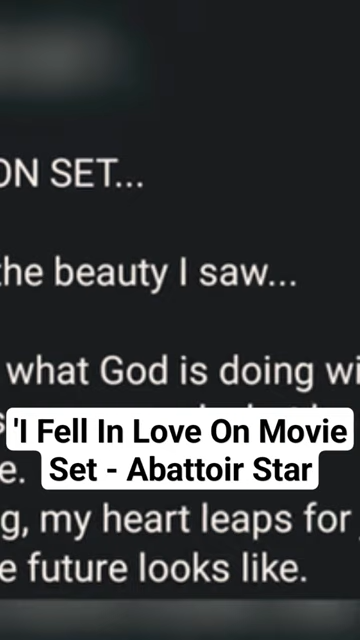 ON SET...
the beauty I saw...
what God is doing wi
'I Fell In Love On Movie
e. Set - Abattoir Star
g, my heart leaps for
e future looks like.